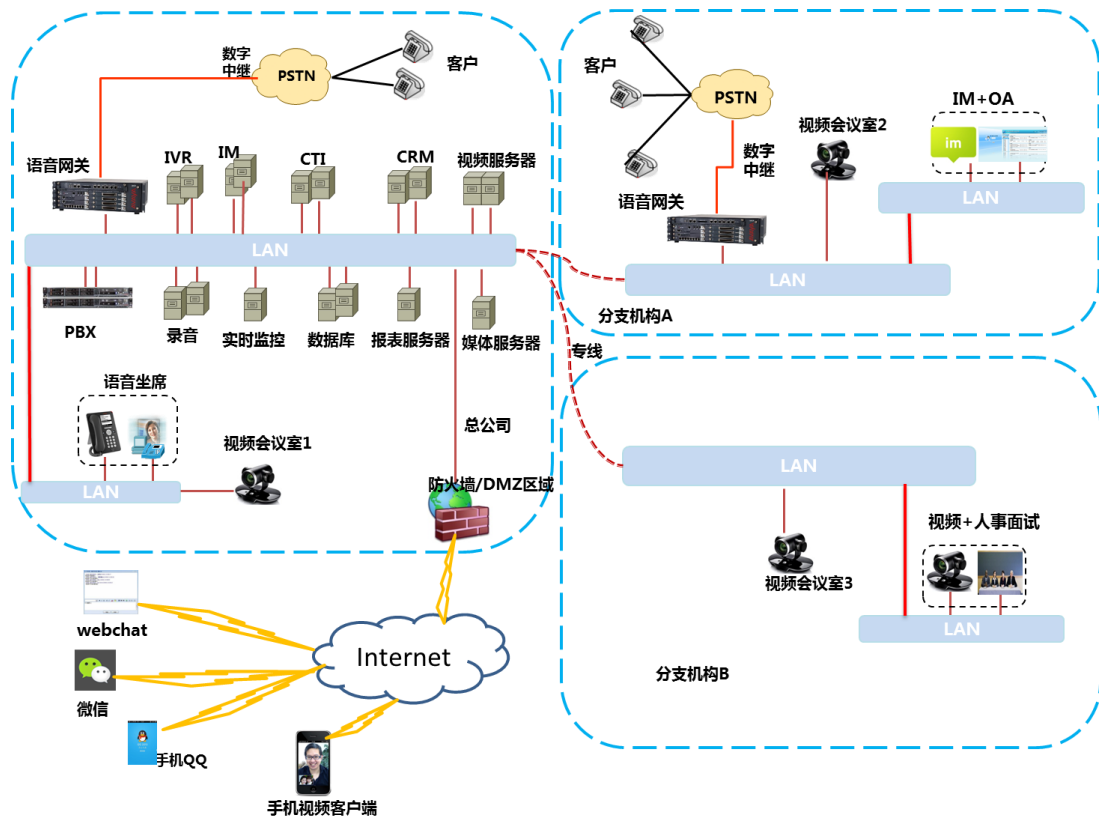 数字
中继
PSTN
客户
语音网关
IVR
IM
CTI
CRM
视频服务器
LAN
PBX
录音
实时监控
数据库
报表服务器
媒体服务器
语音坐席
总公司
视频会议室1
LAN
防火墙/DMZ区域
客户
PSTN
视频会议室2
IM+OA
im
数字
中继
语音网关
LAN
LAN
分支机构A
专线
LAN
视频会议室3
视频+人事面试
LAN
分支机构B
webchat
微信
手机QQ
Internet
手机视频客户端